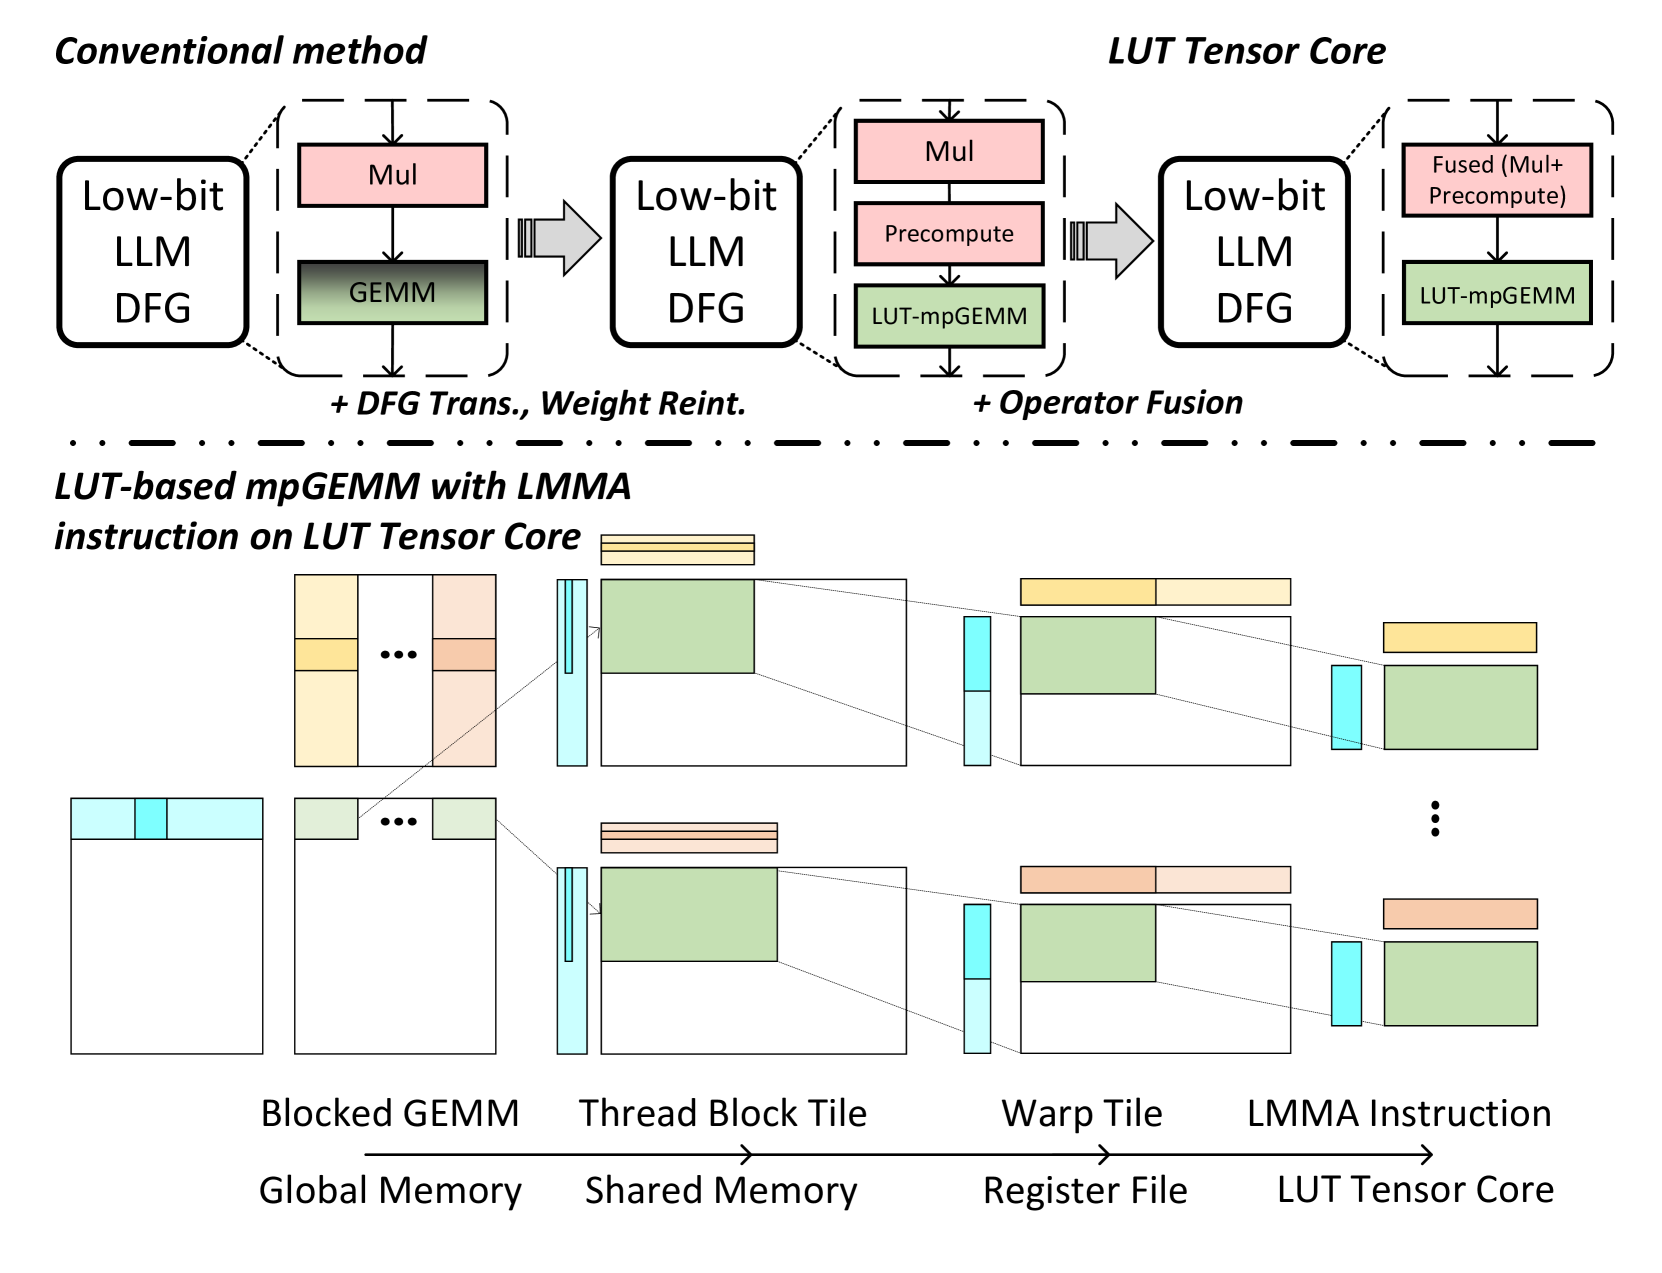 Conventional method
LUT Tensor Core
Low-bit
LLM
DFG
Mul
GEMM
Low-bit
LLM
DFG
Mul
Precompute
LUT-mpGEMM
Low-bit
LLM
DFG
Fused (Mul+
Precompute)
LUT-mpGEMM
+ DFG Trans., Weight Reint.
+ Operator Fusion
LUT-based mpGEMM with LMMA
instruction on LUT Tensor Core
Blocked GEMM
Thread Block Tile
Warp Tile
LMMA Instruction
Global Memory
Shared Memory
Register File
LUT Tensor Core